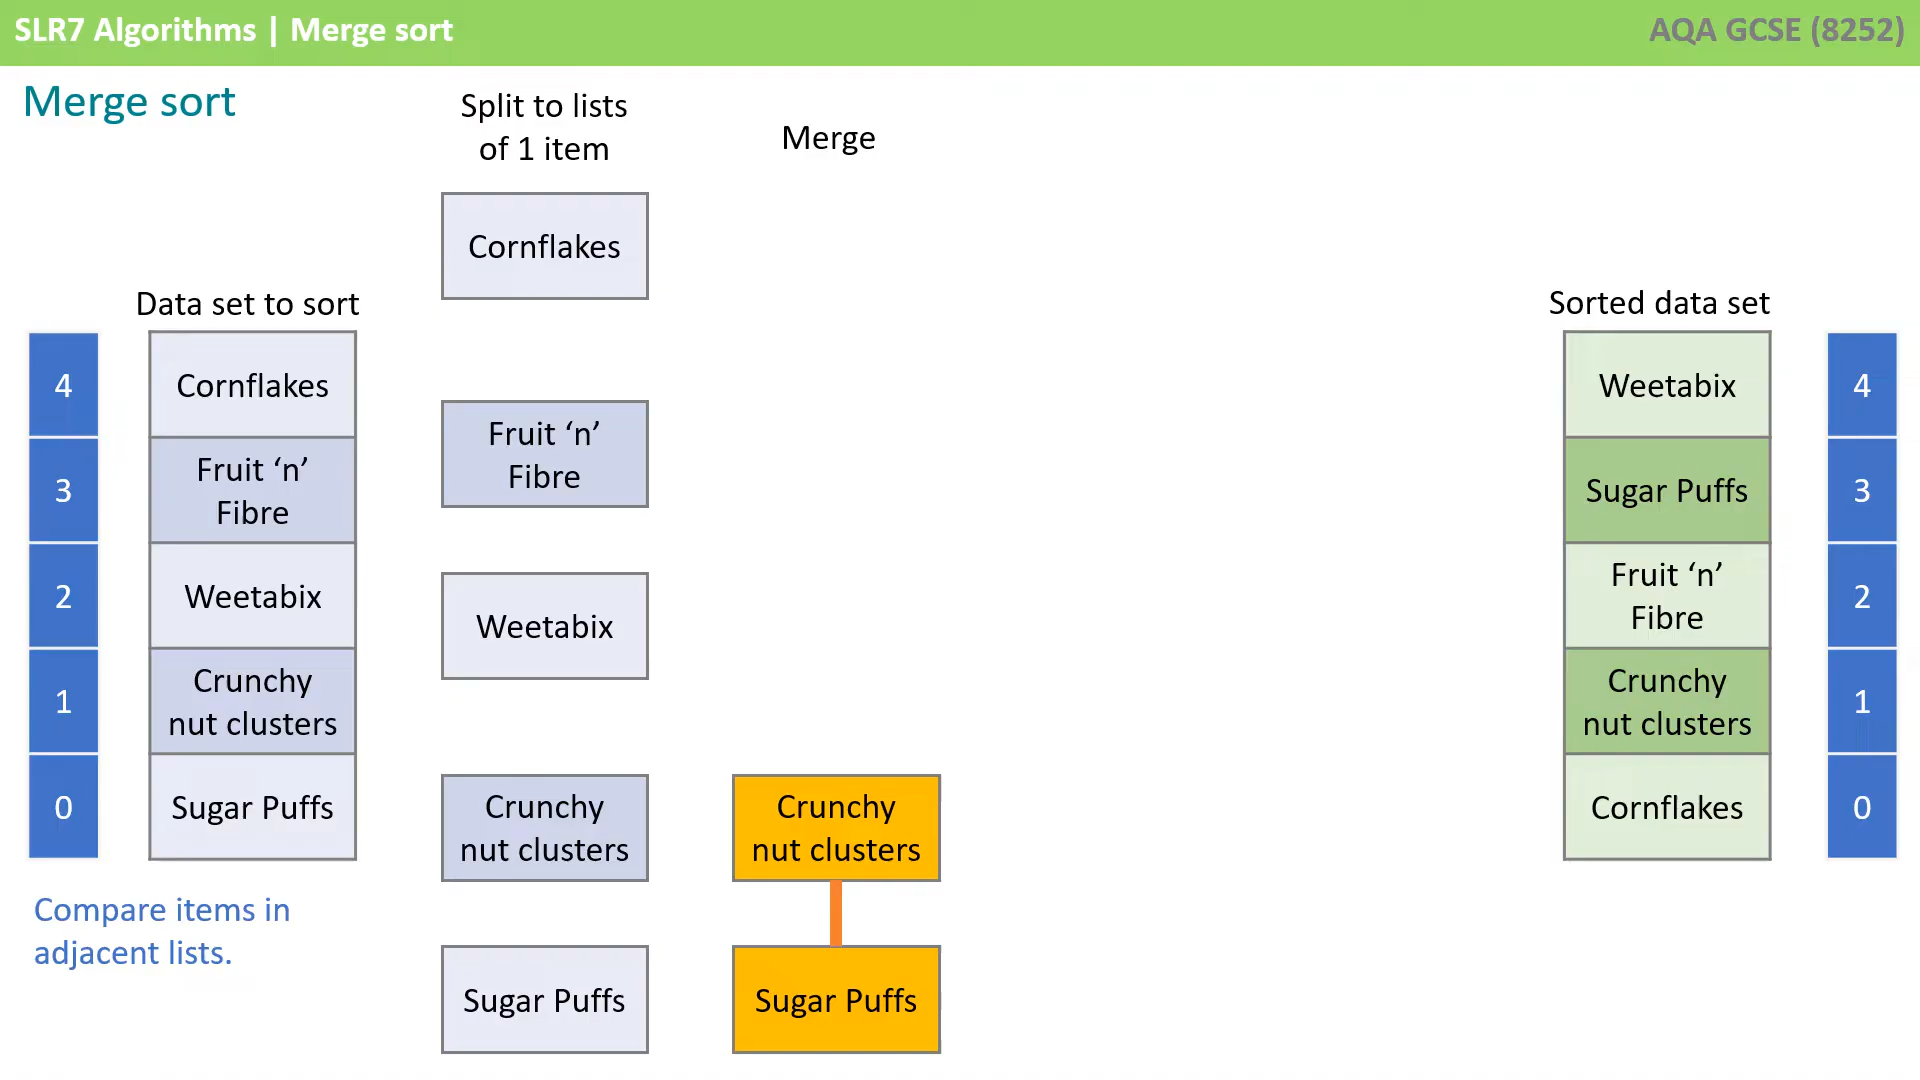 SLR7 Algorithms | Merge sort
AQA GCSE (8252)
Merge sort
Split to lists
of 1 item
Merge
Cornflakes
Fruit ‘n’
Fibre
Weetabix
Crunchy
nut clusters
Sugar Puffs
Crunchy
nut clusters
Sugar Puffs
Data set to sort
4
Cornflakes
3
Fruit ‘n’
Fibre
2
Weetabix
1
Crunchy
nut clusters
0
Sugar Puffs
Compare items in
adjacent lists.
Sorted data set
Weetabix
4
Sugar Puffs
3
Fruit ‘n’
Fibre
2
Crunchy
nut clusters
1
Cornflakes
0